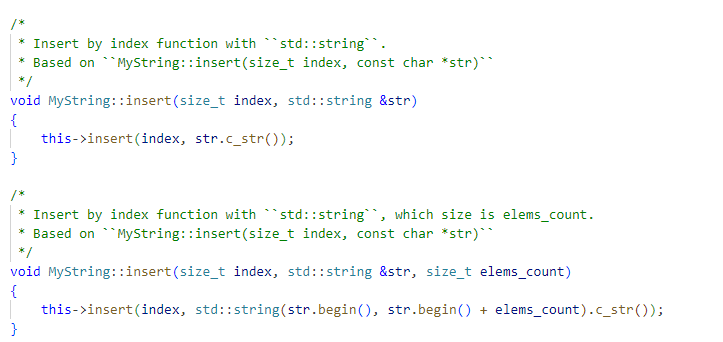 /*
 * Insert by index function with ``std::string``.
 * Based on ``MyString::insert(size_t index, const char *str)``
 */
void MyString::insert(size_t index, std::string &str)
{
    this->insert(index, str.c_str());
}

/*
 * Insert by index function with ``std::string``, which size is elems_count.
 * Based on ``MyString::insert(size_t index, const char *str)``
 */
void MyString::insert(size_t index, std::string &str, size_t elems_count)
{
    this->insert(index, std::string(str.begin(), str.begin() + elems_count).c_str());
}